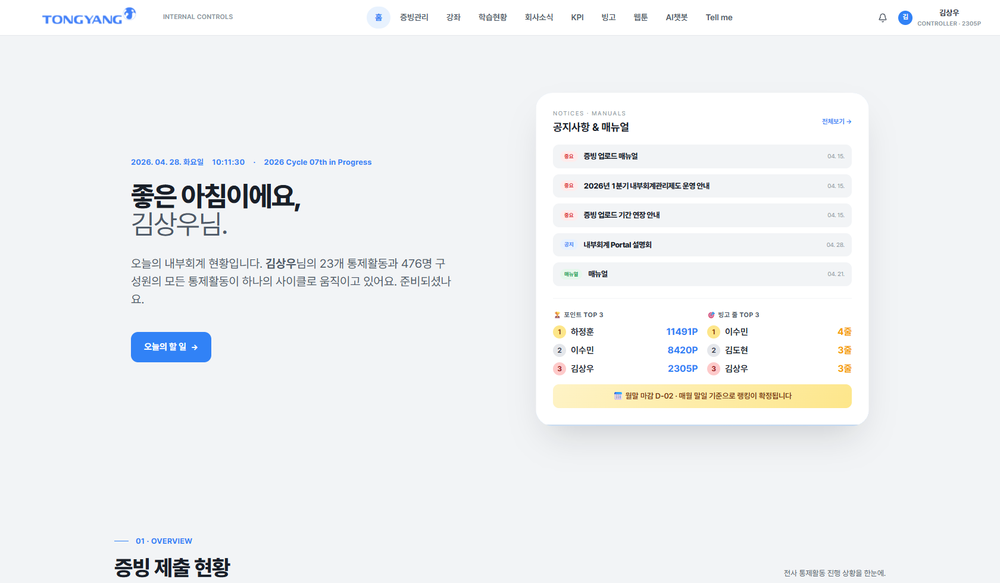 TONGYANG
INTERNAL CONTROLS
홈 증빙관리 강좌 학습현황 회사소식 KPI 빙고 웹툰 AI챗봇 Tell me
김
김상우
CONTROLLER · 2305P
2026. 04. 28. 화요일 10:11:30 · 2026 Cycle 07th in Progress
좋은 아침이에요,
김상우님.
오늘의 내부회계 현황입니다. 김상우님의 23개 통제활동과 476명 구
성원의 모든 통제활동이 하나의 사이클로 움직이고 있어요. 준비되셨나
요.
오늘의 할 일 →
NOTICES · MANUALS
공지사항 & 매뉴얼
전체보기 →
중요 증빙 업로드 매뉴얼 04. 15.
중요 2026년 1분기 내부회계관리제도 운영 안내 04. 15.
중요 증빙 업로드 기간 연장 안내 04. 15.
공지 내부회계 Portal 설명회 04. 28.
매뉴얼 매뉴얼 04. 21.
포인트 TOP 3
1 하정훈 11491P
2 이수민 8420P
3 김상우 2305P
빙고 줄 TOP 3
1 이수민 4줄
2 김도현 3줄
3 김상우 3줄
월말 마감 D-02 · 매월 말일 기준으로 랭킹이 확정됩니다
01 · OVERVIEW
증빙 제출 현황
전사 통제활동 진행 상황을 한눈에.